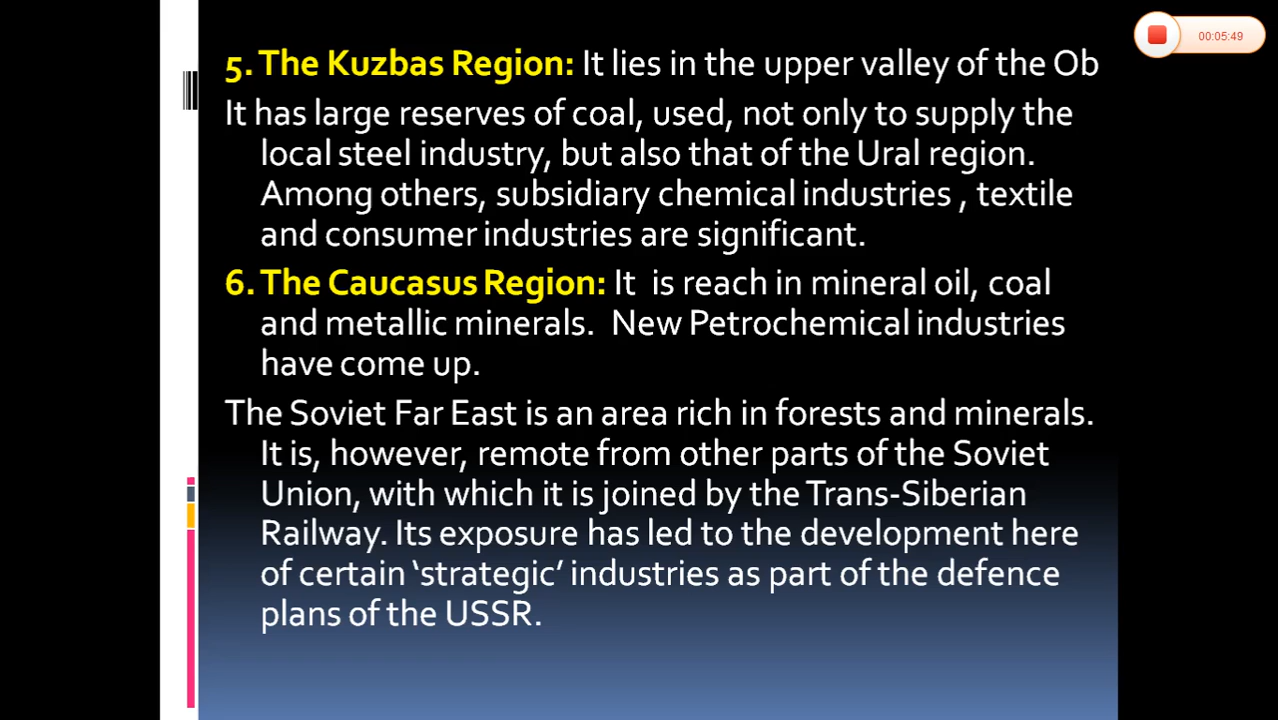 00:05:49
5. The Kuzbas Region: It lies in the upper valley of the Ob
It has large reserves of coal, used, not only to supply the
local steel industry, but also that of the Ural region.
Among others, subsidiary chemical industries , textile
and consumer industries are significant.
6. The Caucasus Region: It  is reach in mineral oil, coal
and metallic minerals.  New Petrochemical industries
have come up.
The Soviet Far East is an area rich in forests and minerals.
It is, however, remote from other parts of the Soviet
Union, with which it is joined by the Trans-Siberian
Railway. Its exposure has led to the development here
of certain ‘strategic’ industries as part of the defence
plans of the USSR.